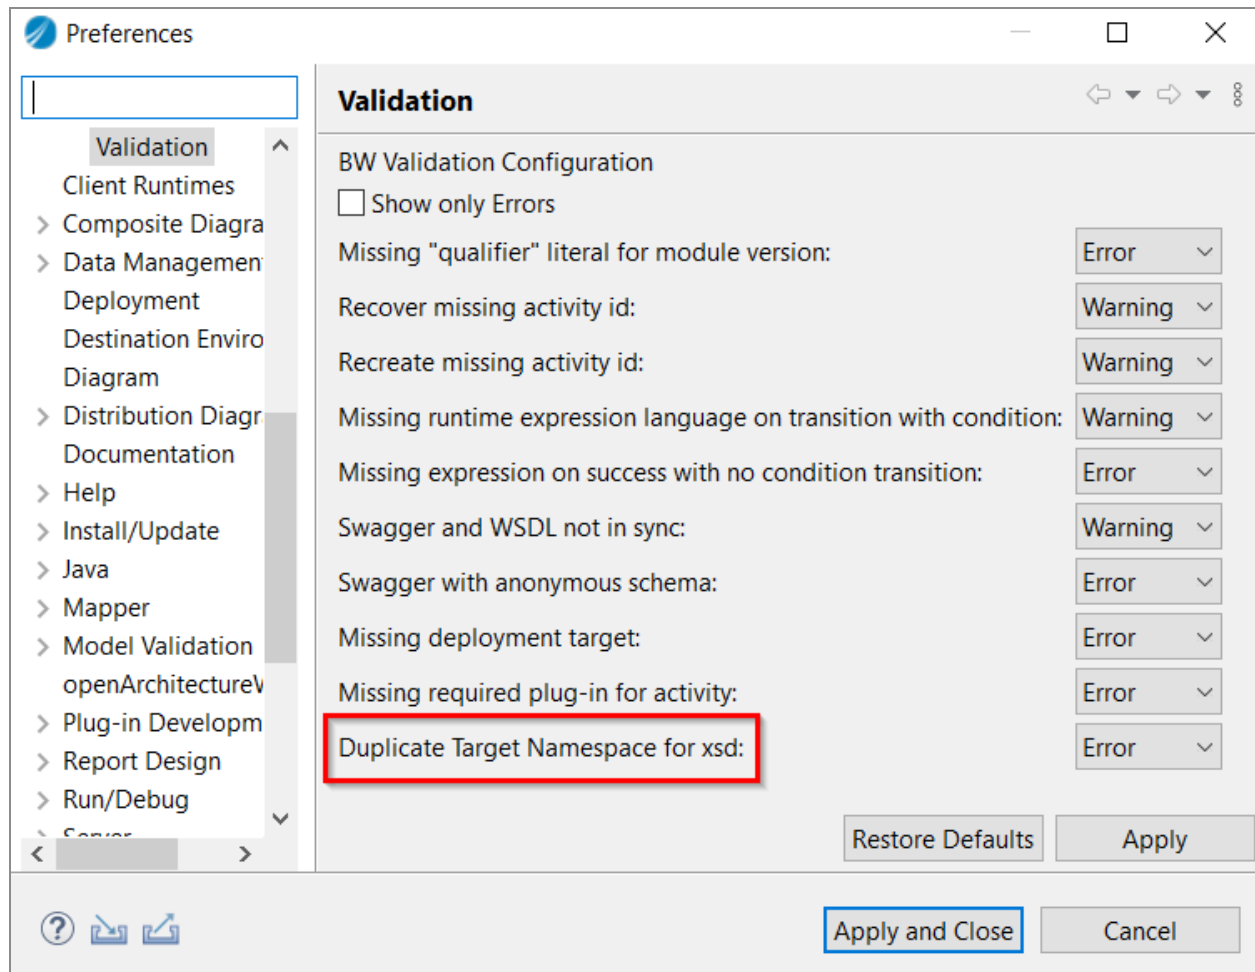 Preferences
Validation
Client Runtimes
Composite Diagra
Data Managemen
Deployment
Destination Enviro
Diagram
Distribution Diagr
Documentation
Help
Install/Update
Java
Mapper
Model Validation
openArchitectureV
Plug-in Developm
Report Design
Run/Debug
Server
Validation
BW Validation Configuration
Show only Errors
Missing "qualifier" literal for module version: Error
Recover missing activity id: Warning
Recreate missing activity id: Warning
Missing runtime expression language on transition with condition: Warning
Missing expression on success with no condition transition: Error
Swagger and WSDL not in sync: Warning
Swagger with anonymous schema: Error
Missing deployment target: Error
Missing required plug-in for activity: Error
Duplicate Target Namespace for xsd: Error
Restore Defaults Apply
Apply and Close Cancel